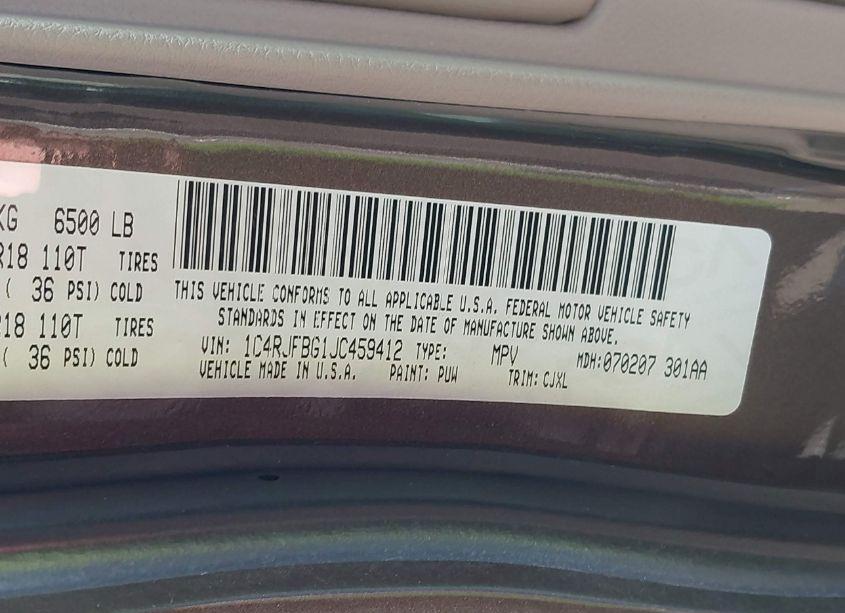 KG 6500 LB
R18 110T TIRES
( 36 PSI) COLD
R18 110T TIRES
( 36 PSI) COLD
THIS VEHICLE CONFORMS TO ALL APPLICABLE U.S.A. FEDERAL MOTOR VEHICLE SAFETY
STANDARDS IN EFFECT ON THE DATE OF MANUFACTURE SHOWN ABOVE.
VIN: 1C4RJFBG1JC459412 TYPE: MPV MDH:070207 301AA
VEHICLE MADE IN U.S.A. PAINT: PUW TRIM: CJXL